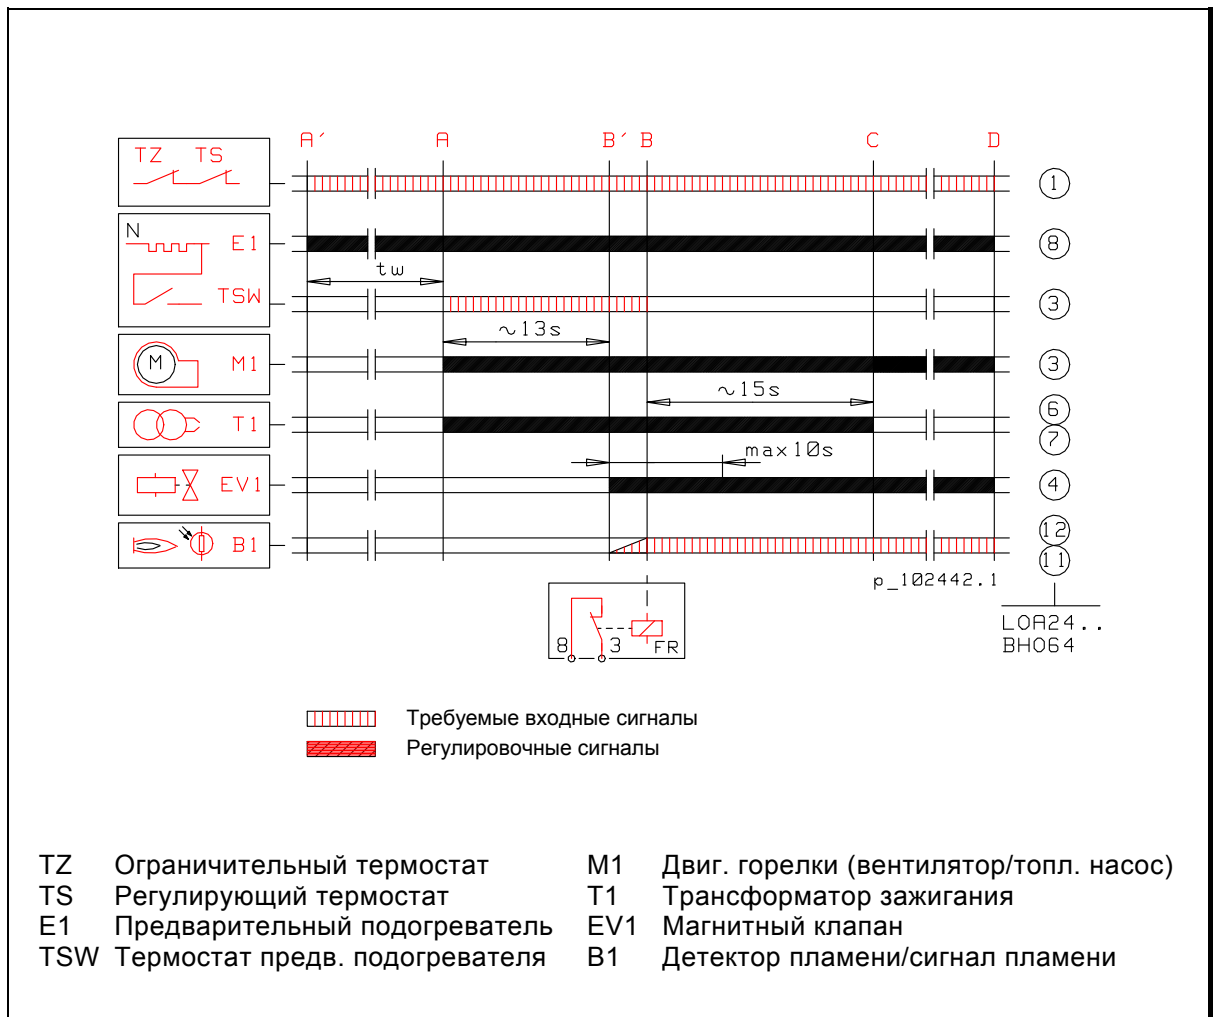 A´ A B´ B C D
TZ TS
1
N
E1
8
tw
TSW
3
~13s
M
M1
3
~15s
T1
6
7
max10s
EV1
4
B1
12
11
p_102442.1
8 3 FR
LOA24..
BHO64
Требуемые входные сигналы
Регулировочные сигналы
TZ Ограничительный термостат
TS Регулирующий термостат
E1 Предварительный подогреватель
TSW Термостат предв. подогревателя
M1 Двиг. горелки (вентилятор/топл. насос)
T1 Трансформатор зажигания
EV1 Магнитный клапан
B1 Детектор пламени/сигнал пламени